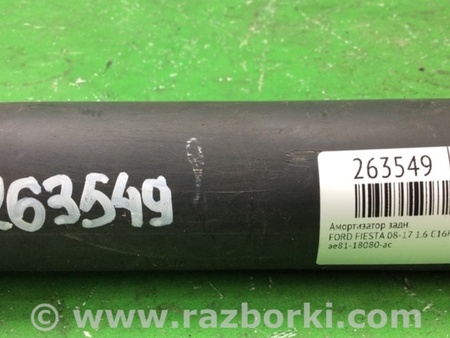 263549
263549
Амортизатор задн.
FORD FIESTA 08-17 1.6
ae81-18080-ac
© www.razborki.com